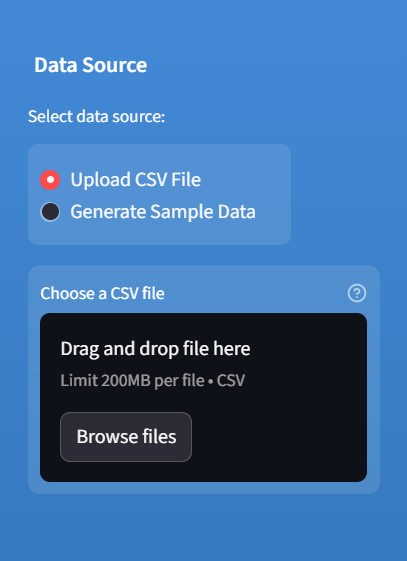 Data Source
Select data source:
Upload CSV File
Generate Sample Data
Choose a CSV file
Drag and drop file here
Limit 200MB per file • CSV
Browse files